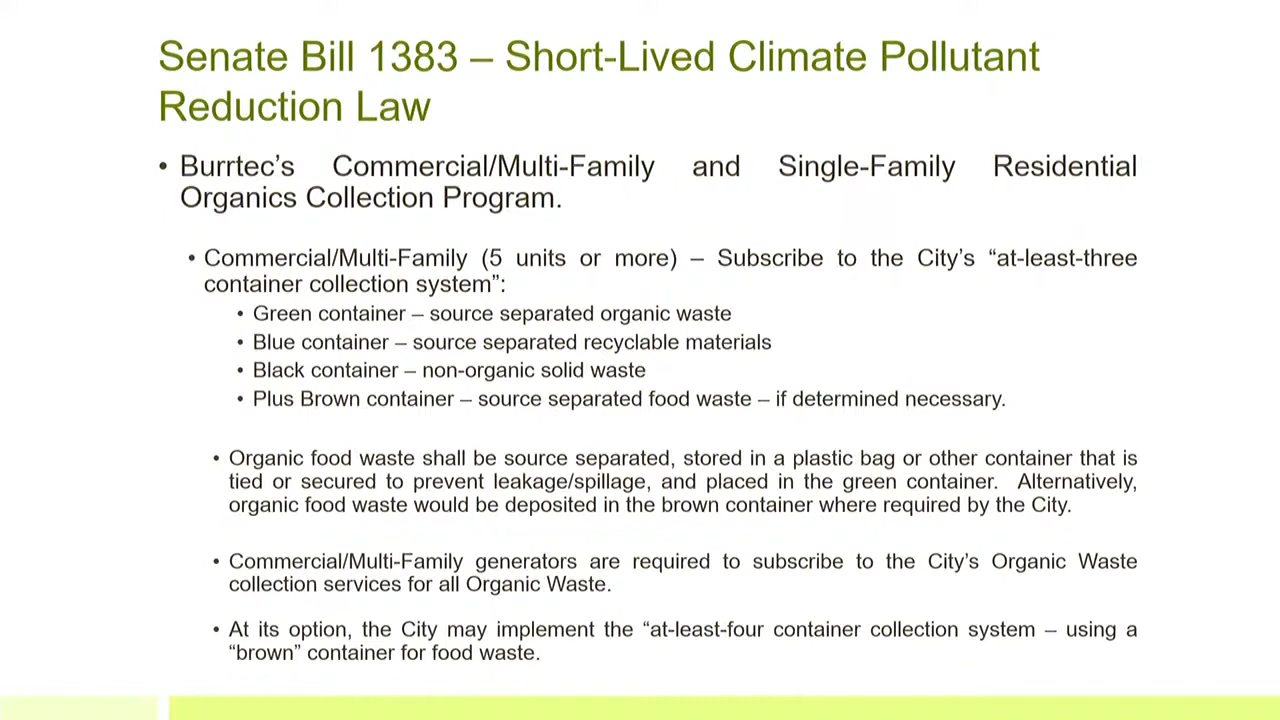 Senate Bill 1383 – Short-Lived Climate Pollutant
Reduction Law
• Burrtec’s Commercial/Multi-Family and Single-Family Residential
Organics Collection Program.
• Commercial/Multi-Family (5 units or more) – Subscribe to the City’s “at-least-three
container collection system”:
• Green container – source separated organic waste
• Blue container – source separated recyclable materials
• Black container – non-organic solid waste
• Plus Brown container – source separated food waste – if determined necessary.
• Organic food waste shall be source separated, stored in a plastic bag or other container that is
tied or secured to prevent leakage/spillage, and placed in the green container. Alternatively,
organic food waste would be deposited in the brown container where required by the City.
• Commercial/Multi-Family generators are required to subscribe to the City’s Organic Waste
collection services for all Organic Waste.
• At its option, the City may implement the “at-least-four container collection system – using a
“brown” container for food waste.